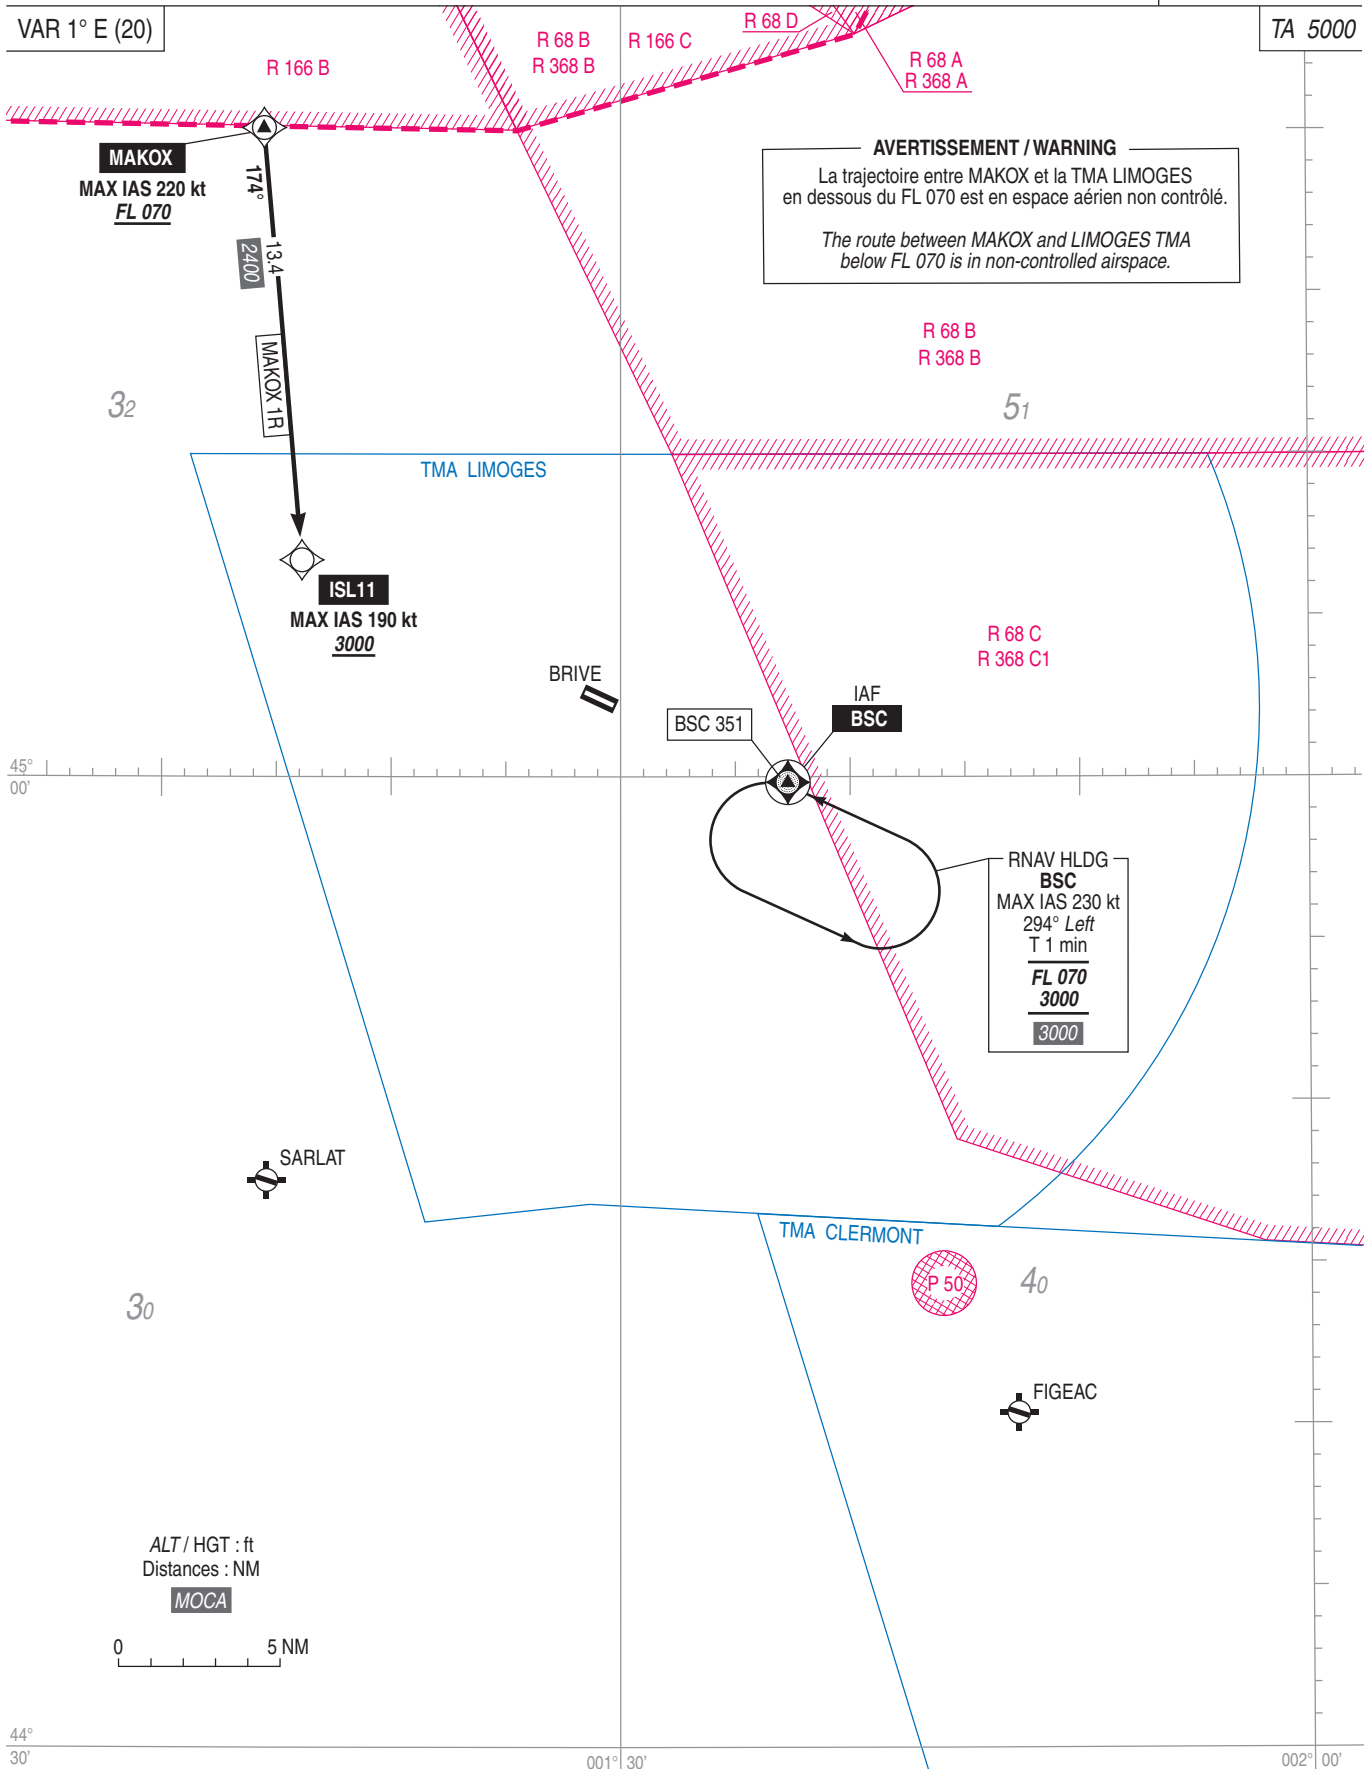 VAR 1° E (20)
TA 5000
R 68 D
R 68 B
R 368 B
R 166 C
R 166 B
R 68 A
R 368 A
MAKOX
MAX IAS 220 kt
FL 070
174°
13.4
2400
MAKOX 1R
AVERTISSEMENT / WARNING
La trajectoire entre MAKOX et la TMA LIMOGES
en dessous du FL 070 est en espace aérien non contrôlé.
The route between MAKOX and LIMOGES TMA
below FL 070 is in non-controlled airspace.
R 68 B
R 368 B
32
51
TMA LIMOGES
ISL11
MAX IAS 190 kt
3000
R 68 C
R 368 C1
BRIVE
IAF
BSC
BSC 351
45°
00'
RNAV HLDG
BSC
MAX IAS 230 kt
294° Left
T 1 min
FL 070
3000
3000
SARLAT
TMA CLERMONT
P 50
40
30
FIGEAC
ALT / HGT : ft
Distances : NM
MOCA
0 5 NM
44°
30'
001° 30'
002° 00'